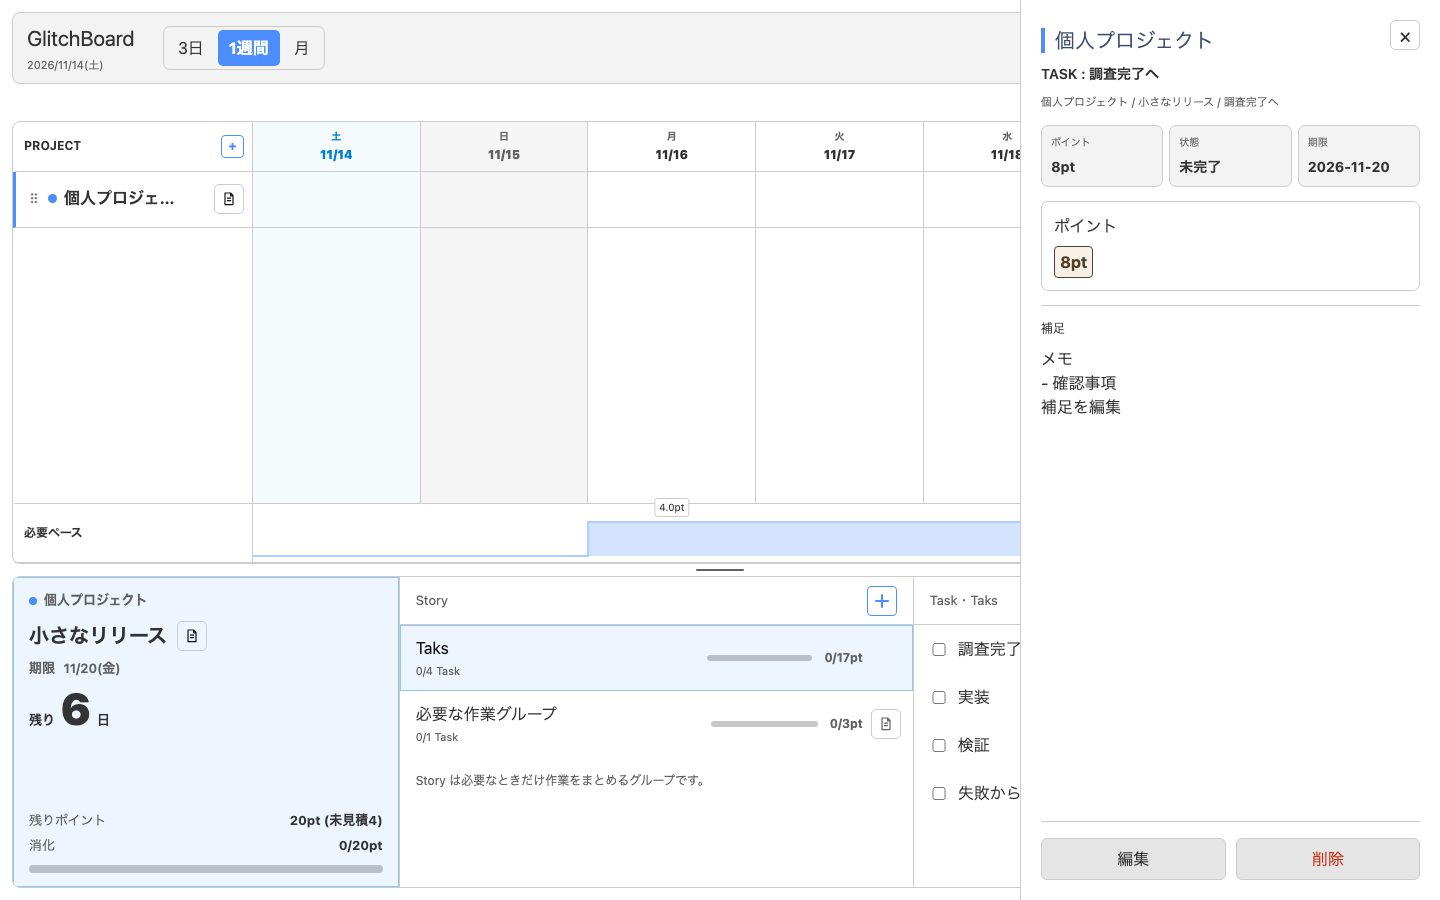 GlitchBoard
2026/11/14(土)
3日 1週間 月
PROJECT
土 11/14
日 11/15
月 11/16
火 11/17
水 11/18
個人プロジェ...
4.0pt
必要ペース
個人プロジェクト
小さなリリース
期限 11/20(金)
残り 6 日
残りポイント 20pt (未見積4)
消化 0/20pt
Story
Taks
0/4 Task
0/17pt
必要な作業グループ
0/1 Task
0/3pt
Story は必要なときだけ作業をまとめるグループです。
Task・Taks
調査完了
実装
検証
失敗から
個人プロジェクト
TASK : 調査完了へ
個人プロジェクト / 小さなリリース / 調査完了へ
ポイント
8pt
状態
未完了
期限
2026-11-20
ポイント
8pt
補足
メモ
- 確認事項
補足を編集
編集
削除